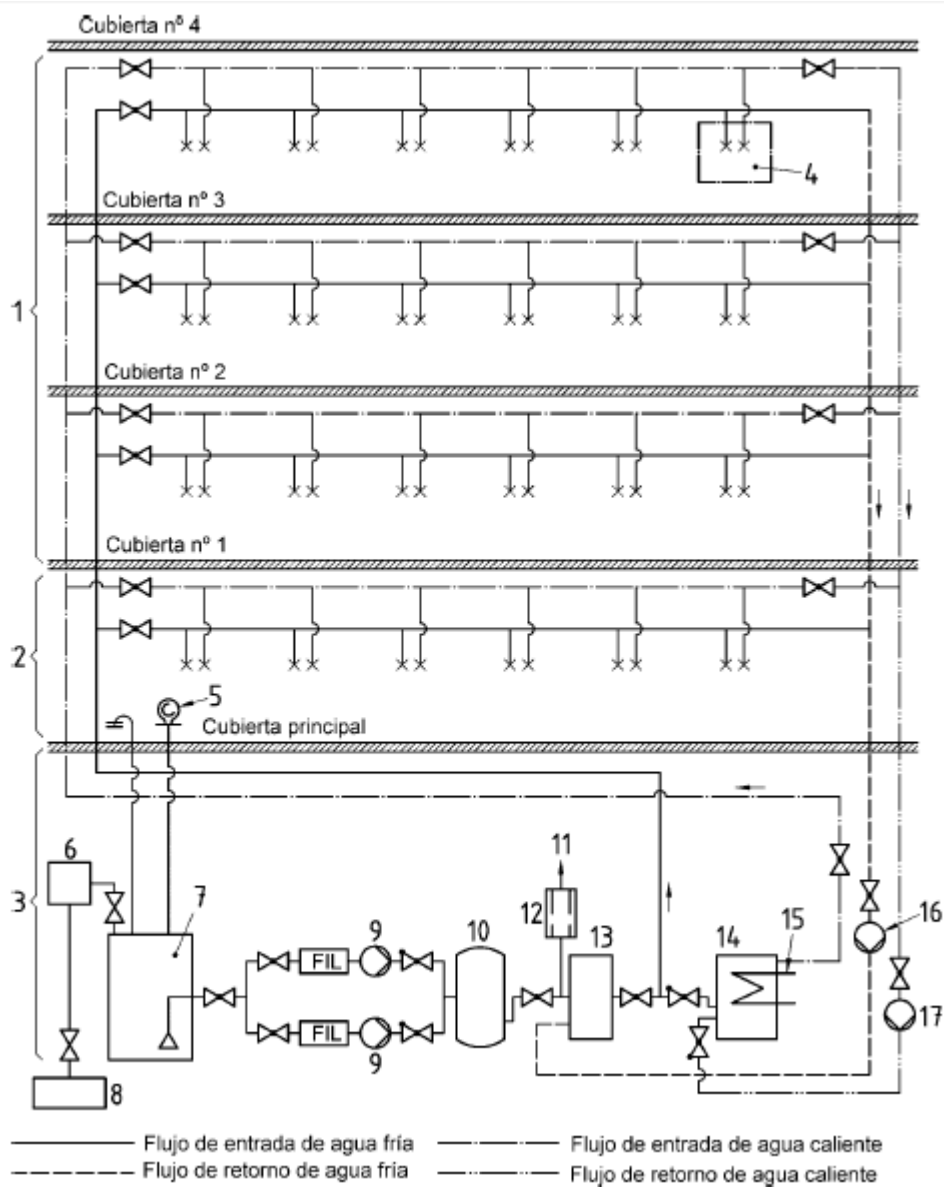 Cubierta nº 4
4
Cubierta nº 3
1
Cubierta nº 2
Cubierta nº 1
2
5
Cubierta principal
6
11
3
7
9
10
12
13
14
15
16
FIL
FIL
17
9
8
Flujo de entrada de agua fría
Flujo de entrada de agua caliente
Flujo de retorno de agua fría
Flujo de retorno de agua caliente